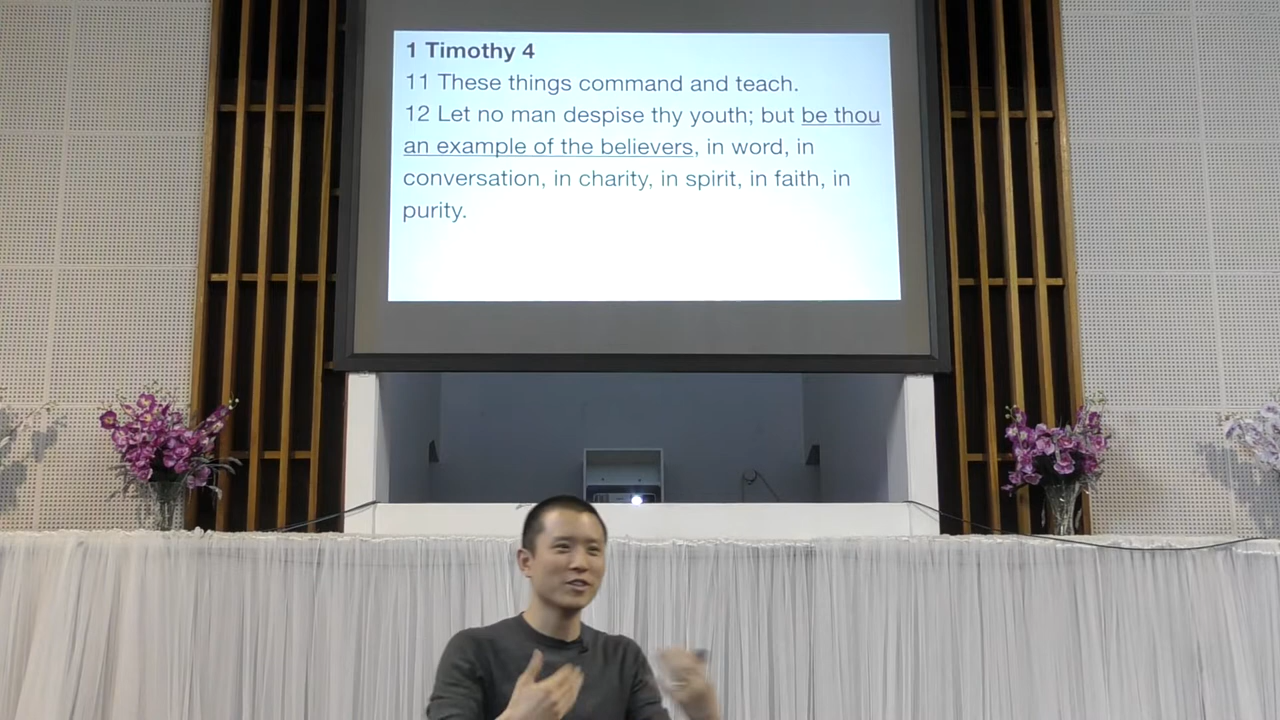 1 Timothy 4
11 These things command and teach.
12 Let no man despise thy youth; but be thou
an example of the believers, in word, in
conversation, in charity, in spirit, in faith, in
purity.